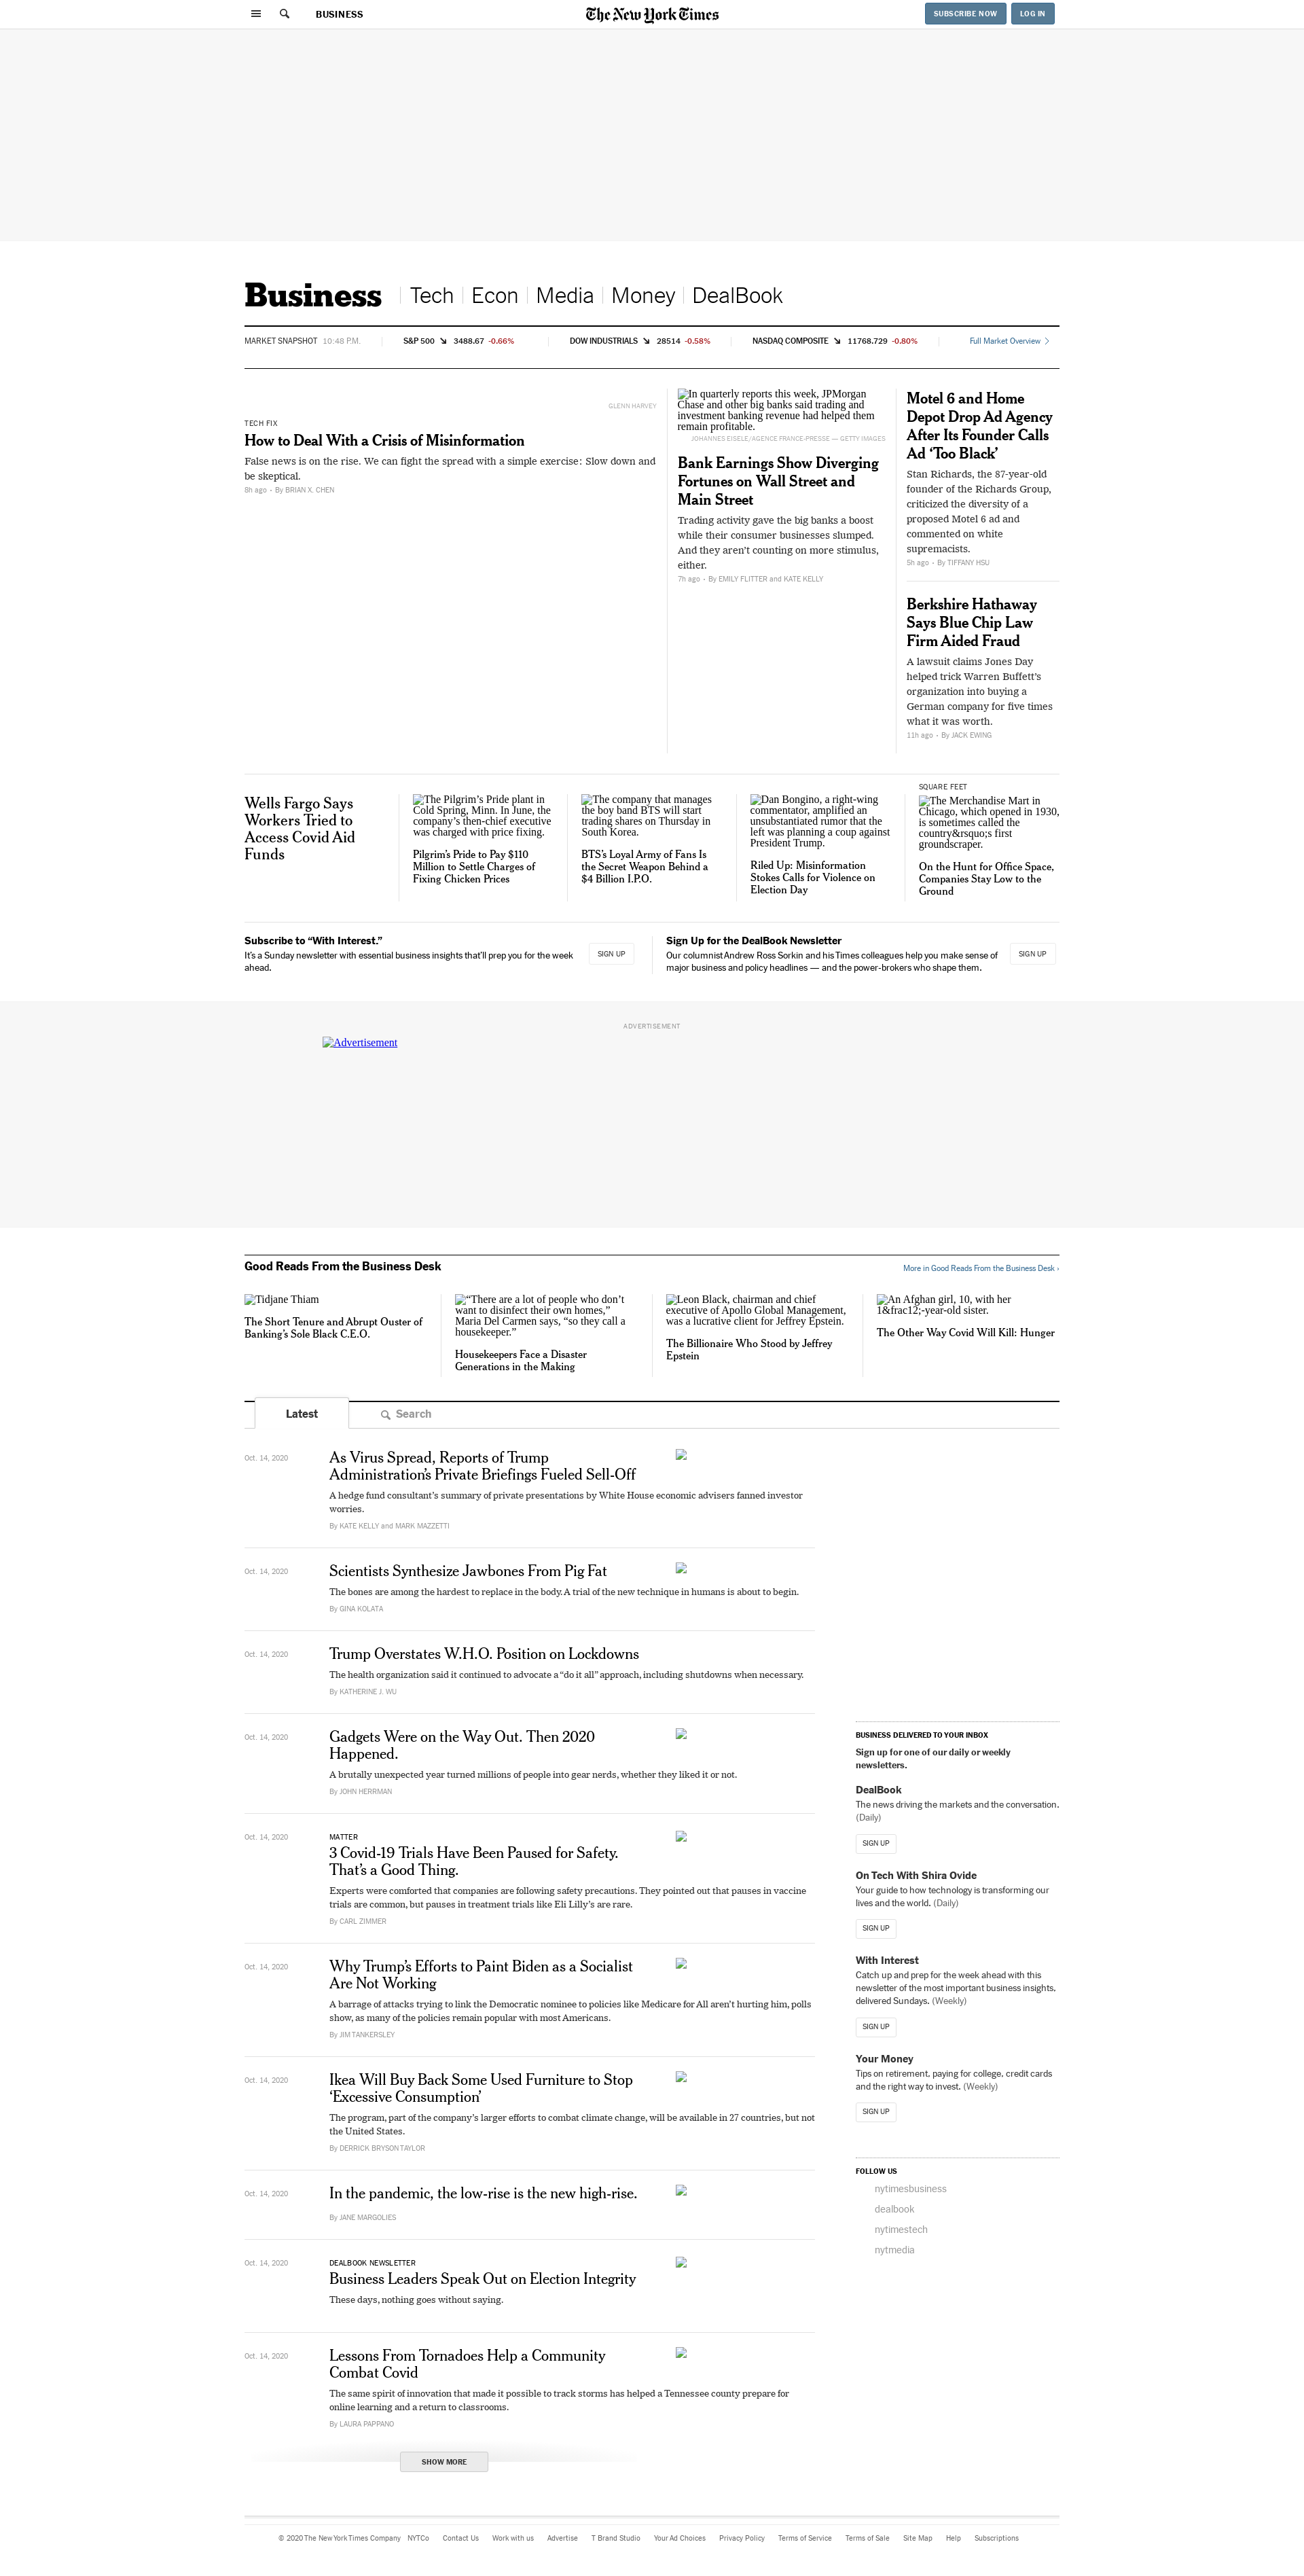 BUSINESS
The New York Times
SUBSCRIBE NOW
LOG IN
Business
Tech
Econ
Media
Money
DealBook
MARKET SNAPSHOT 10:48 P.M.
S&P 500 3488.67 -0.66%
DOW INDUSTRIALS 28514 -0.58%
NASDAQ COMPOSITE 11768.729 -0.80%
Full Market Overview
GLENN HARVEY
TECH FIX
How to Deal With a Crisis of Misinformation
False news is on the rise. We can fight the spread with a simple exercise: Slow down and
be skeptical.
8h ago • By BRIAN X. CHEN
In quarterly reports this week, JPMorgan
Chase and other big banks said trading and
investment banking revenue had helped them
remain profitable.
JOHANNES EISELE/AGENCE FRANCE-PRESSE — GETTY IMAGES
Bank Earnings Show Diverging
Fortunes on Wall Street and
Main Street
Trading activity gave the big banks a boost
while their consumer businesses slumped.
And they aren’t counting on more stimulus,
either.
7h ago • By EMILY FLITTER and KATE KELLY
Motel 6 and Home
Depot Drop Ad Agency
After Its Founder Calls
Ad ‘Too Black’
Stan Richards, the 87-year-old
founder of the Richards Group,
criticized the diversity of a
proposed Motel 6 ad and
commented on white
supremacists.
5h ago • By TIFFANY HSU
Berkshire Hathaway
Says Blue Chip Law
Firm Aided Fraud
A lawsuit claims Jones Day
helped trick Warren Buffett’s
organization into buying a
German company for five times
what it was worth.
11h ago • By JACK EWING
Wells Fargo Says
Workers Tried to
Access Covid Aid
Funds
The Pilgrim’s Pride plant in
Cold Spring, Minn. In June, the
company’s then-chief executive
was charged with price fixing.
Pilgrim’s Pride to Pay $110
Million to Settle Charges of
Fixing Chicken Prices
The company that manages
the boy band BTS will start
trading shares on Thursday in
South Korea.
BTS’s Loyal Army of Fans Is
the Secret Weapon Behind a
$4 Billion I.P.O.
Dan Bongino, a right-wing
commentator, amplified an
unsubstantiated rumor that the
left was planning a coup against
President Trump.
Riled Up: Misinformation
Stokes Calls for Violence on
Election Day
SQUARE FEET
The Merchandise Mart in
Chicago, which opened in 1930,
is sometimes called the
country&rsquo;s first
groundscraper.
On the Hunt for Office Space,
Companies Stay Low to the
Ground
Subscribe to “With Interest.”
It’s a Sunday newsletter with essential business insights that’ll prep you for the week
ahead.
SIGN UP
Sign Up for the DealBook Newsletter
Our columnist Andrew Ross Sorkin and his Times colleagues help you make sense of
major business and policy headlines — and the power-brokers who shape them.
SIGN UP
ADVERTISEMENT
Advertisement
Good Reads From the Business Desk
More in Good Reads From the Business Desk ›
Tidjane Thiam
The Short Tenure and Abrupt Ouster of
Banking’s Sole Black C.E.O.
“There are a lot of people who don’t
want to disinfect their own homes,”
Maria Del Carmen says, “so they call a
housekeeper.”
Housekeepers Face a Disaster
Generations in the Making
Leon Black, chairman and chief
executive of Apollo Global Management,
was a lucrative client for Jeffrey Epstein.
The Billionaire Who Stood by Jeffrey
Epstein
An Afghan girl, 10, with her
1&frac12;-year-old sister.
The Other Way Covid Will Kill: Hunger
Latest
Search
Oct. 14, 2020
As Virus Spread, Reports of Trump
Administration’s Private Briefings Fueled Sell-Off
A hedge fund consultant’s summary of private presentations by White House economic advisers fanned investor
worries.
By KATE KELLY and MARK MAZZETTI
Oct. 14, 2020
Scientists Synthesize Jawbones From Pig Fat
The bones are among the hardest to replace in the body. A trial of the new technique in humans is about to begin.
By GINA KOLATA
Oct. 14, 2020
Trump Overstates W.H.O. Position on Lockdowns
The health organization said it continued to advocate a “do it all” approach, including shutdowns when necessary.
By KATHERINE J. WU
Oct. 14, 2020
Gadgets Were on the Way Out. Then 2020
Happened.
A brutally unexpected year turned millions of people into gear nerds, whether they liked it or not.
By JOHN HERRMAN
Oct. 14, 2020
MATTER
3 Covid-19 Trials Have Been Paused for Safety.
That’s a Good Thing.
Experts were comforted that companies are following safety precautions. They pointed out that pauses in vaccine
trials are common, but pauses in treatment trials like Eli Lilly’s are rare.
By CARL ZIMMER
Oct. 14, 2020
Why Trump’s Efforts to Paint Biden as a Socialist
Are Not Working
A barrage of attacks trying to link the Democratic nominee to policies like Medicare for All aren’t hurting him, polls
show, as many of the policies remain popular with most Americans.
By JIM TANKERSLEY
Oct. 14, 2020
Ikea Will Buy Back Some Used Furniture to Stop
‘Excessive Consumption’
The program, part of the company’s larger efforts to combat climate change, will be available in 27 countries, but not
the United States.
By DERRICK BRYSON TAYLOR
Oct. 14, 2020
In the pandemic, the low-rise is the new high-rise.
By JANE MARGOLIES
Oct. 14, 2020
DEALBOOK NEWSLETTER
Business Leaders Speak Out on Election Integrity
These days, nothing goes without saying.
Oct. 14, 2020
Lessons From Tornadoes Help a Community
Combat Covid
The same spirit of innovation that made it possible to track storms has helped a Tennessee county prepare for
online learning and a return to classrooms.
By LAURA PAPPANO
SHOW MORE
BUSINESS DELIVERED TO YOUR INBOX
Sign up for one of our daily or weekly
newsletters.
DealBook
The news driving the markets and the conversation.
(Daily)
SIGN UP
On Tech With Shira Ovide
Your guide to how technology is transforming our
lives and the world. (Daily)
SIGN UP
With Interest
Catch up and prep for the week ahead with this
newsletter of the most important business insights,
delivered Sundays. (Weekly)
SIGN UP
Your Money
Tips on retirement, paying for college, credit cards
and the right way to invest. (Weekly)
SIGN UP
FOLLOW US
nytimesbusiness
dealbook
nytimestech
nytmedia
© 2020 The New York Times Company NYTCo Contact Us Work with us Advertise T Brand Studio Your Ad Choices Privacy Policy Terms of Service Terms of Sale Site Map Help Subscriptions